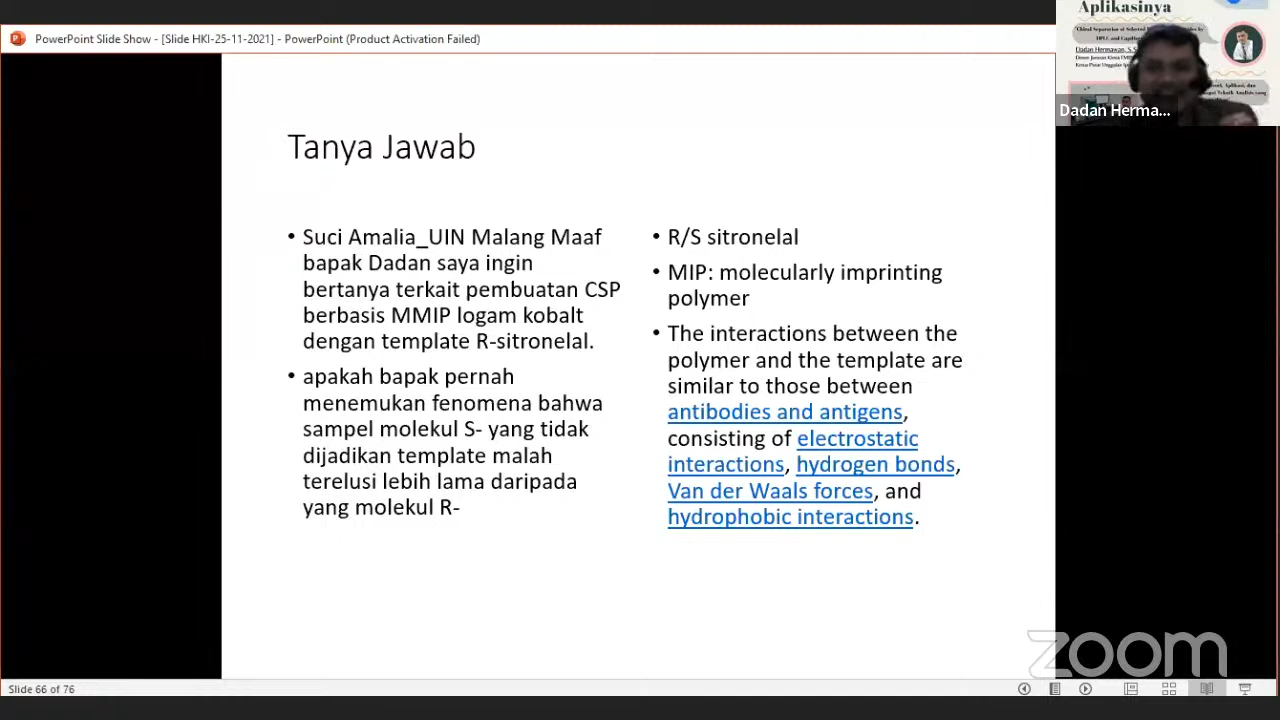 PowerPoint Slide Show - [Slide HKI-25-11-2021] - PowerPoint (Product Activation Failed)
Aplikasinya
Dadan Herma...
Tanya Jawab
• Suci Amalia_UIN Malang Maaf
bapak Dadan saya ingin
bertanya terkait pembuatan CSP
berbasis MMIP logam kobalt
dengan template R-sitronelal.
• apakah bapak pernah
menemukan fenomena bahwa
sampel molekul S- yang tidak
dijadikan template malah
terelusi lebih lama daripada
yang molekul R-
• R/S sitronelal
• MIP: molecularly imprinting
polymer
• The interactions between the
polymer and the template are
similar to those between
antibodies and antigens,
consisting of electrostatic
interactions, hydrogen bonds,
Van der Waals forces, and
hydrophobic interactions.
zoom
Slide 66 of 76